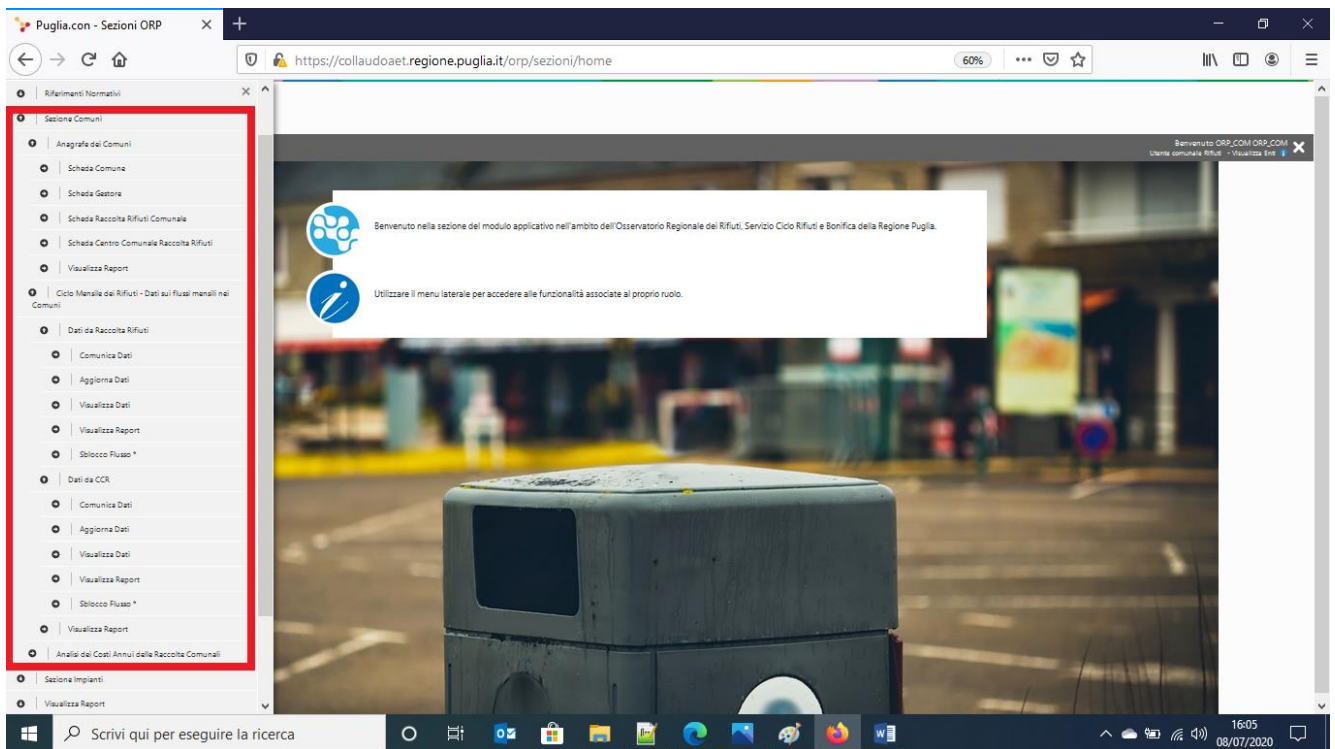 Puglia.con - Sezioni ORP
https://collaudoaet.regione.puglia.it/orp/sezioni/home
60%
Riferimenti Normativi
Sezione Comuni
Anagrafe dei Comuni
Scheda Comune
Scheda Gestore
Scheda Raccolta Rifiuti Comunale
Scheda Centro Comunale Raccolta Rifiuti
Visualizza Report
Ciclo Mensile dei Rifiuti - Dati sui flussi mensili nei
Comuni
Dati da Raccolta Rifiuti
Comunica Dati
Aggiorna Dati
Visualizza Dati
Visualizza Report
Sblocco Flusso *
Dati da CCR
Comunica Dati
Aggiorna Dati
Visualizza Dati
Visualizza Report
Sblocco Flusso *
Visualizza Report
Analisi dei Costi Annui delle Raccolte Comunali
Sezione Impianti
Visualizza Report
Benvenuto ORP_COM ORP_COM
Utente comunale Rifiuti - Visualizza Enti
Benvenuto nella sezione del modulo applicativo nell'ambito dell'Osservatorio Regionale dei Rifiuti, Servizio Ciclo Rifiuti e Bonifica della Regione Puglia.
Utilizzare il menu laterale per accedere alle funzionalità associate al proprio ruolo.
Scrivi qui per eseguire la ricerca
16:05
08/07/2020